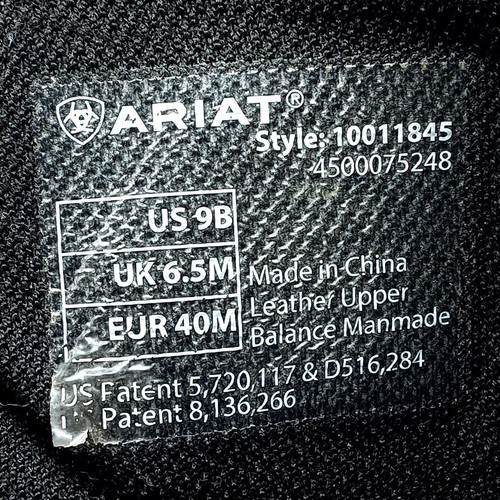 ARIAT®
Style: 10011845
4500075248
US 9B
UK 6.5M
EUR 40M
Made in China
Leather Upper
Balance Manmade
US Patent 5,720,117 & D516,284
Patent 8,136,266